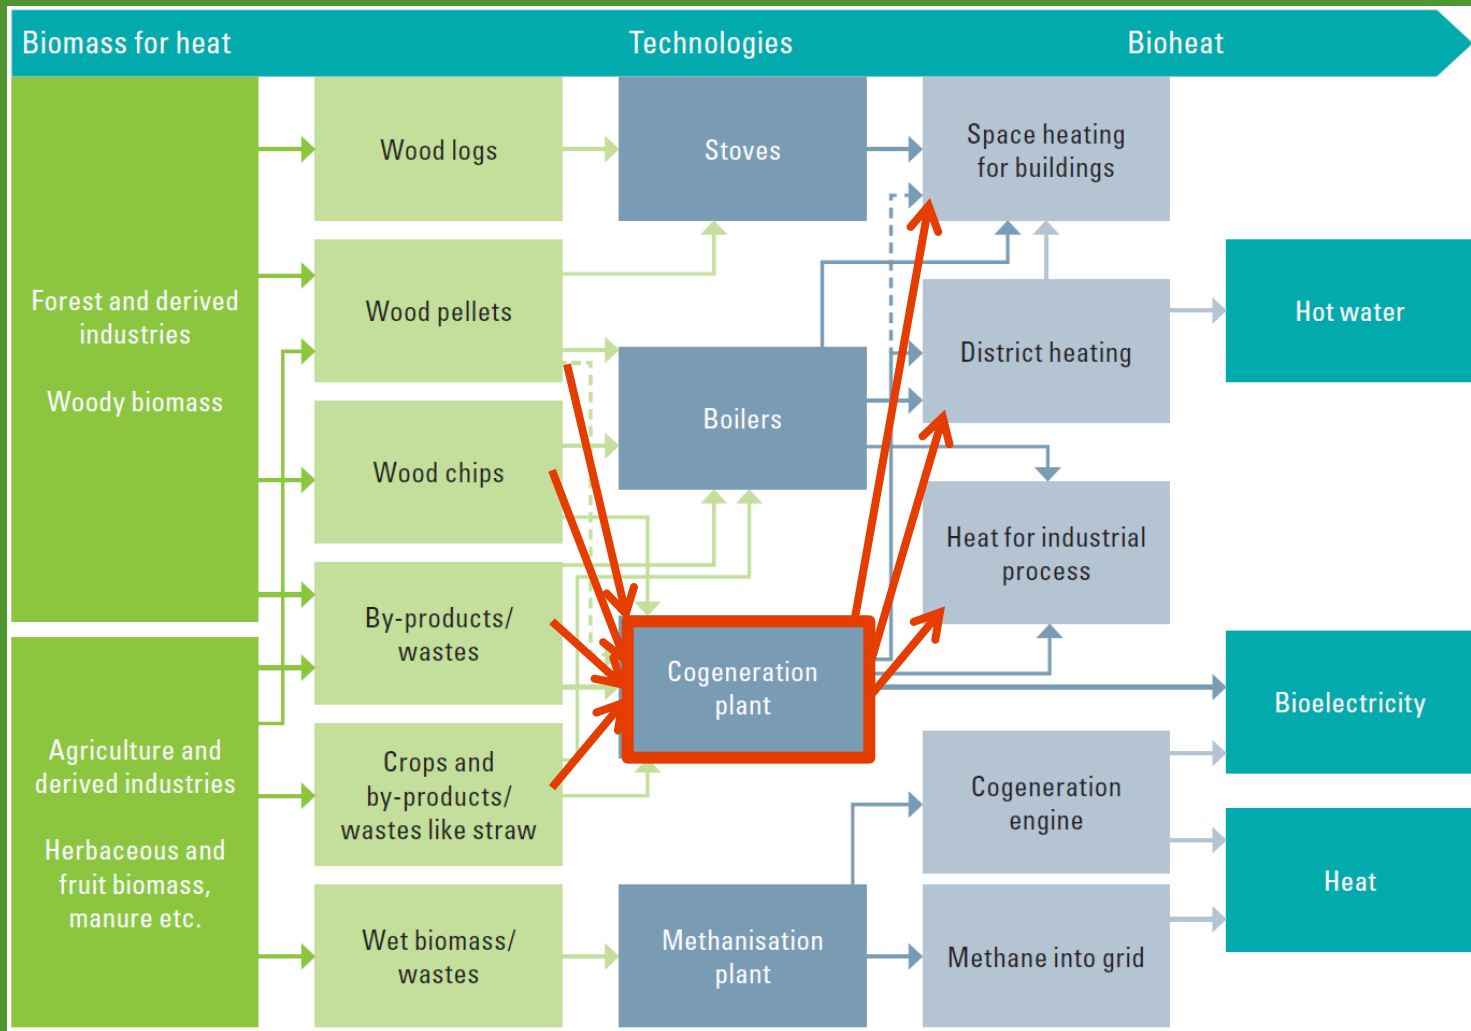 Biomass for heat
Technologies
Bioheat
Forest and derived
industries
Woody biomass
Agriculture and
derived industries
Herbaceous and
fruit biomass,
manure etc.
Wood logs
Wood pellets
Wood chips
By-products/
wastes
Crops and
by-products/
wastes like straw
Wet biomass/
wastes
Stoves
Boilers
Cogeneration
plant
Methanisation
plant
Space heating
for buildings
District heating
Heat for industrial
process
Cogeneration
engine
Methane into grid
Hot water
Bioelectricity
Heat